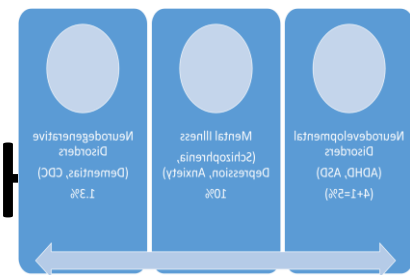 Neurodevelopmental
Disorders
(ADHD, ASD)
(4+1=5%)
Mental Illness
(Schizophrenia,
Depression, Anxiety)
10%
Neurodegenerative
Disorders
(Dementias, CDC)
1.3%